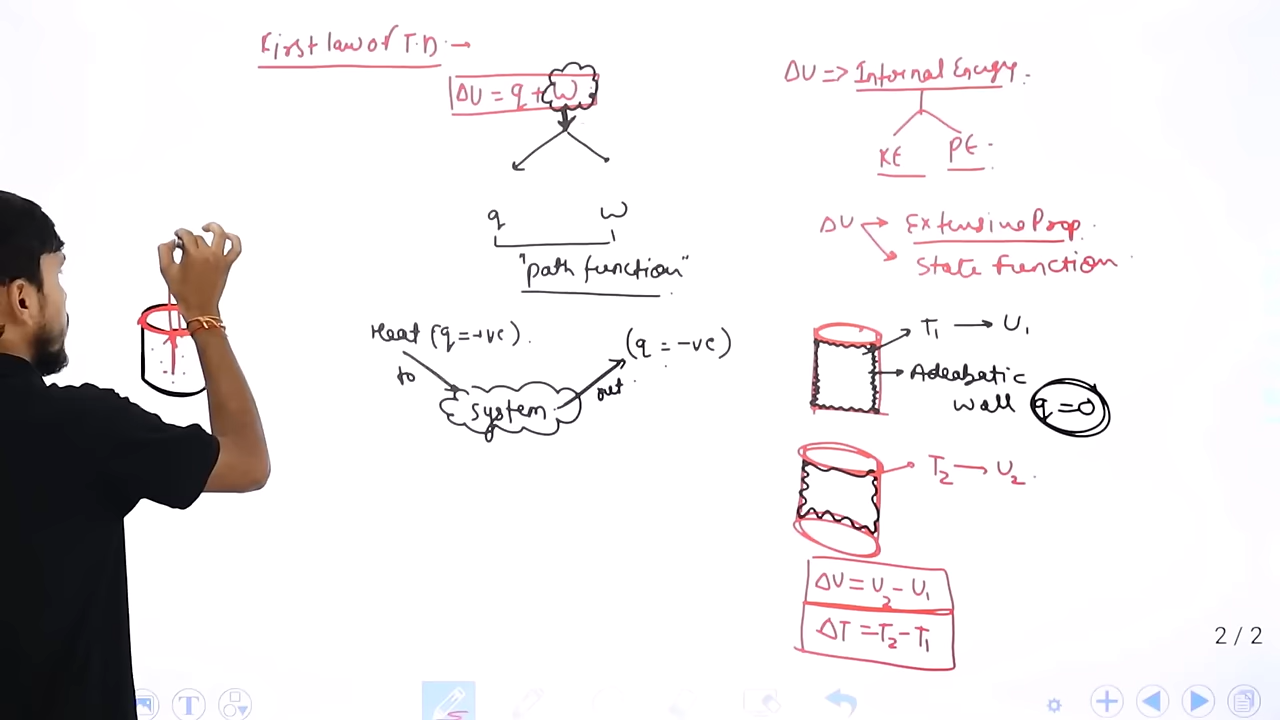 First law of T.D. →
ΔU = q + W
q W
"path function"
Heat (q = +ve).
(q = -ve)
to
out
system
ΔU => Internal Energy.
KE PE.
ΔU → Extensive Prop.
State function
T₁ → U₁
→ Adeabatic
wall q = 0
T₂ → U₂.
ΔU = U₂ - U₁
ΔT = T₂ - T₁
2 / 2
T